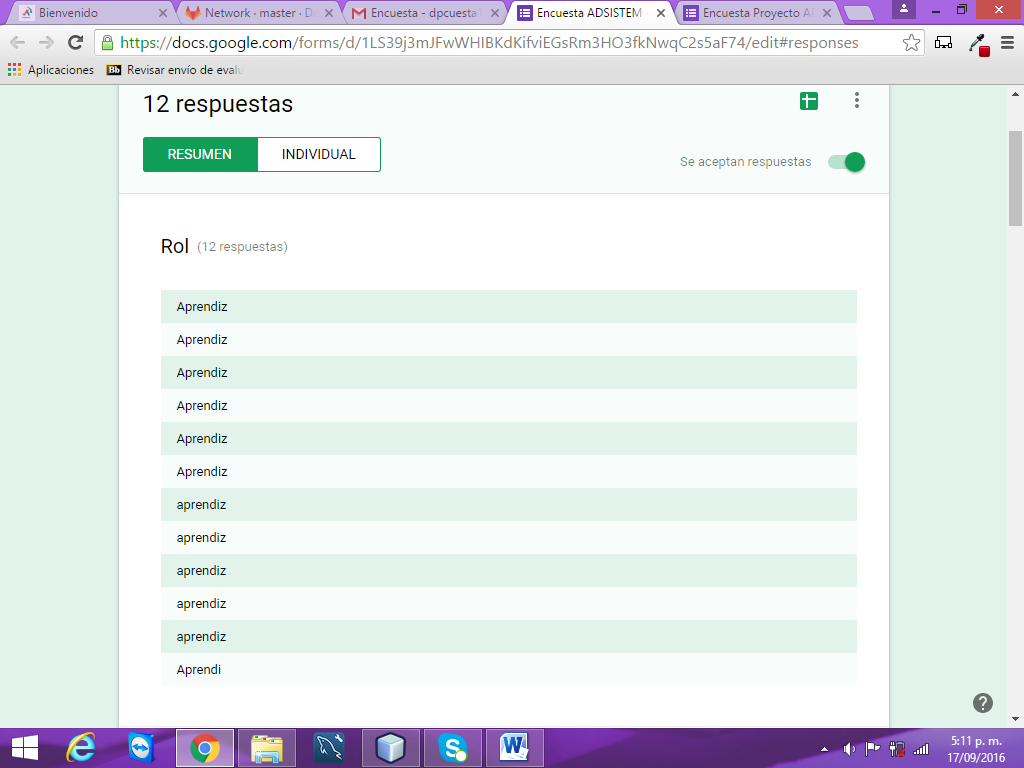 Bienvenido
Network · master · D
Encuesta - dpcuesta
Encuesta ADSISTEM
Encuesta Proyecto A
https://docs.google.com/forms/d/1LS39j3mJFwWHIBKdKifviEGsRm3HO3fkNwqC2s5aF74/edit#responses
Aplicaciones
Bb Revisar envío de evalu
12 respuestas
RESUMEN
INDIVIDUAL
Se aceptan respuestas
Rol (12 respuestas)
Aprendiz
Aprendiz
Aprendiz
Aprendiz
Aprendiz
Aprendiz
aprendiz
aprendiz
aprendiz
aprendiz
aprendiz
Aprendi
5:11 p. m.
17/09/2016